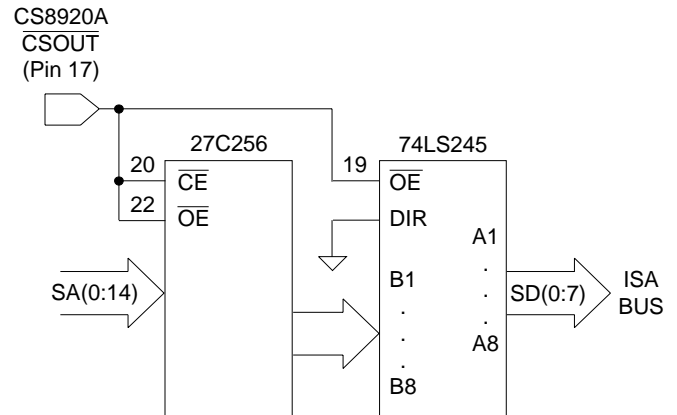 CS8920A
CSOUT
(Pin 17)
27C256
74LS245
20
CE
22
OE
19
OE
DIR
A1
.
.
.
A8
B1
.
.
.
B8
SA(0:14)
SD(0:7)
ISA
BUS